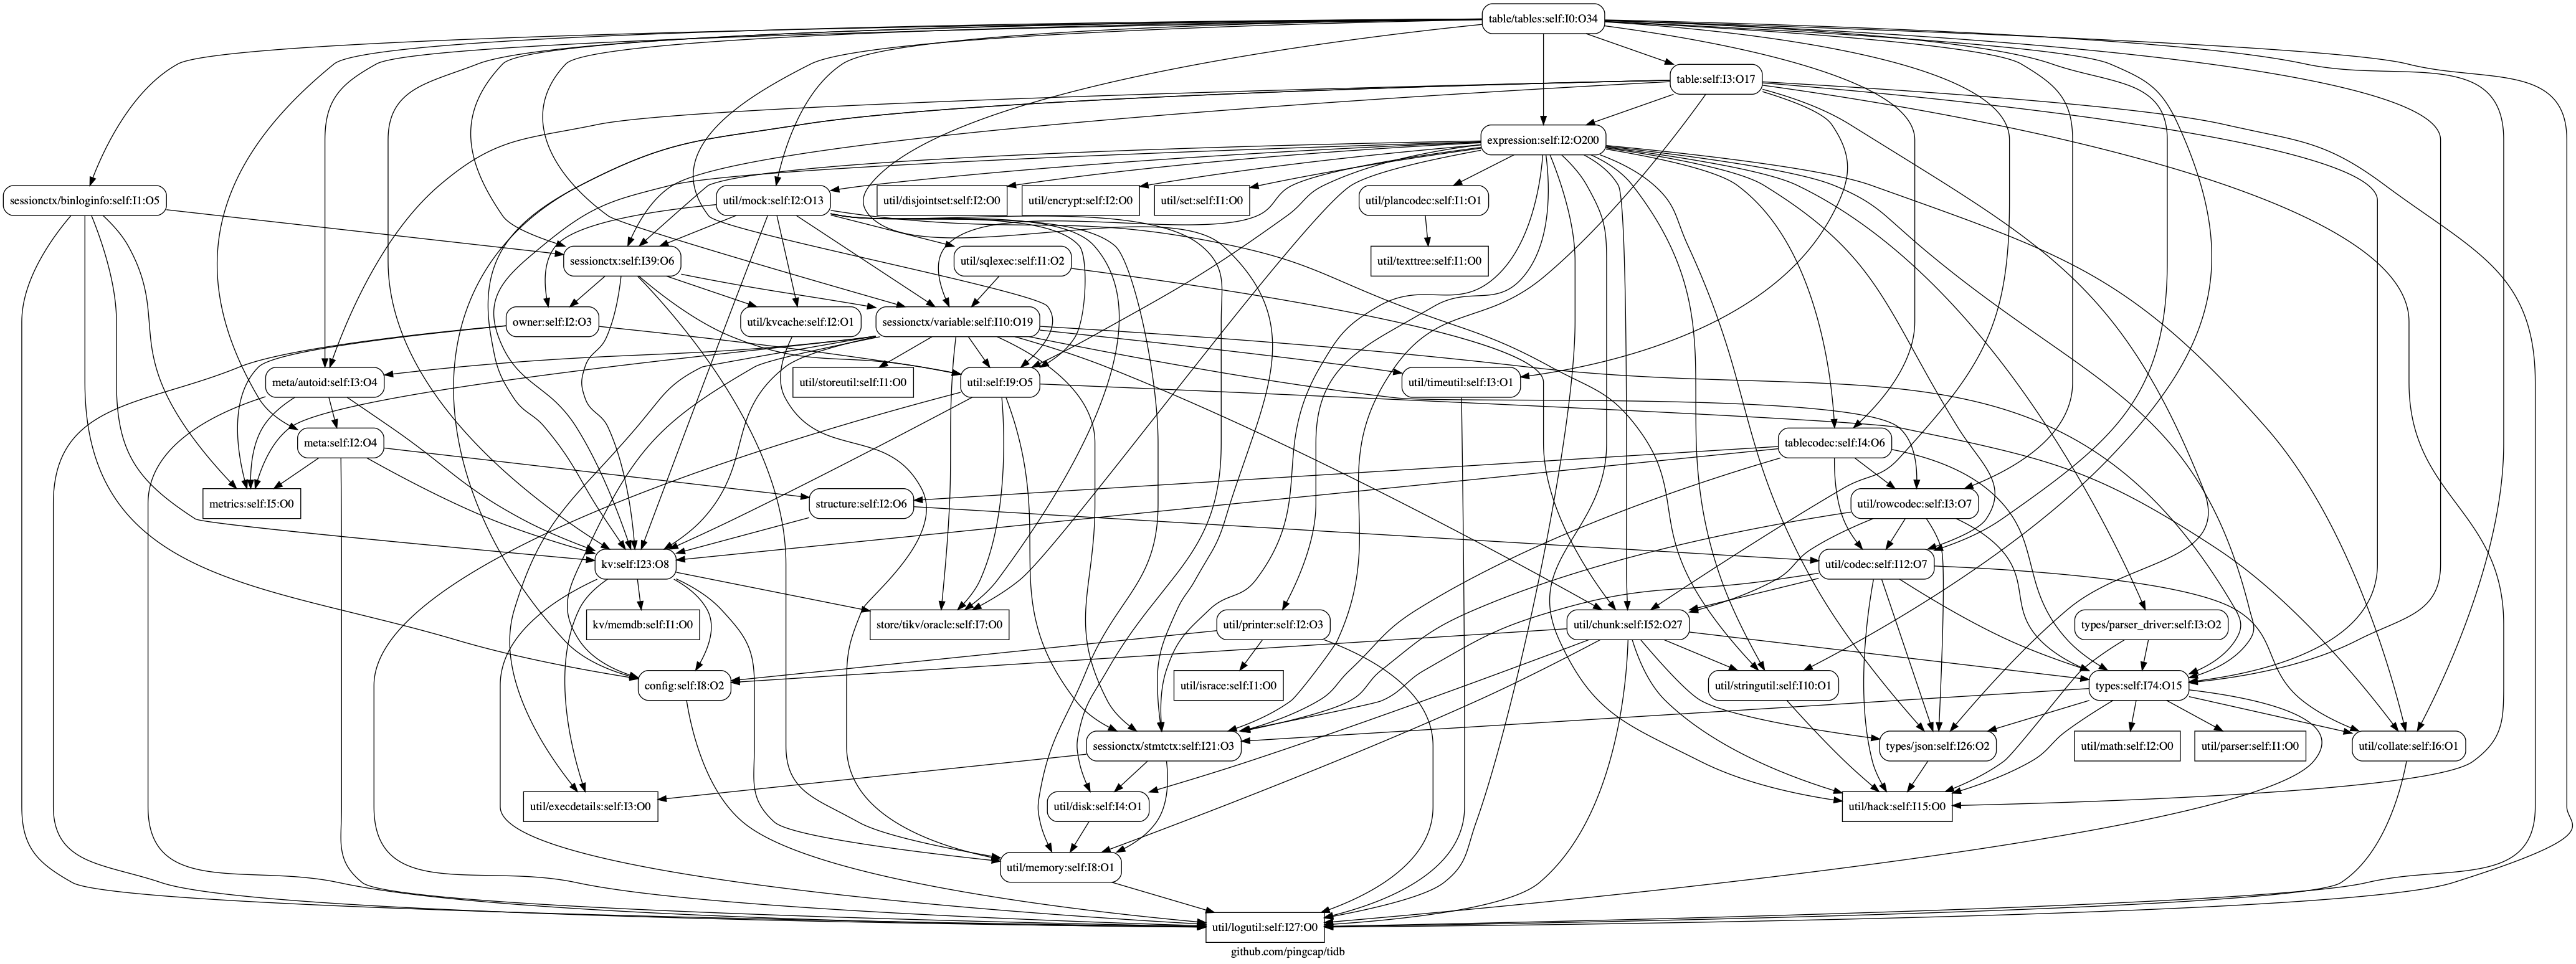 table/tables:self:I0:O34
table:self:I3:O17
expression:self:I2:O200
sessionctx/binloginfo:self:I1:O5
util/mock:self:I2:O13
util/disjointset:self:I2:O0
util/encrypt:self:I2:O0
util/set:self:I1:O0
util/plancodec:self:I1:O1
sessionctx:self:I39:O6
util/sqlexec:self:I1:O2
util/texttree:self:I1:O0
owner:self:I2:O3
util/kvcache:self:I2:O1
sessionctx/variable:self:I10:O19
meta/autoid:self:I3:O4
util/storeutil:self:I1:O0
util:self:I9:O5
util/timeutil:self:I3:O1
meta:self:I2:O4
tablecodec:self:I4:O6
metrics:self:I5:O0
structure:self:I2:O6
util/rowcodec:self:I3:O7
kv:self:I23:O8
util/codec:self:I12:O7
kv/memdb:self:I1:O0
store/tikv/oracle:self:I7:O0
util/printer:self:I2:O3
util/chunk:self:I52:O27
types/parser_driver:self:I3:O2
config:self:I8:O2
util/israce:self:I1:O0
util/stringutil:self:I10:O1
types:self:I74:O15
sessionctx/stmtctx:self:I21:O3
types/json:self:I26:O2
util/math:self:I2:O0
util/parser:self:I1:O0
util/collate:self:I6:O1
util/execdetails:self:I3:O0
util/disk:self:I4:O1
util/hack:self:I15:O0
util/memory:self:I8:O1
util/logutil:self:I27:O0
github.com/pingcap/tidb